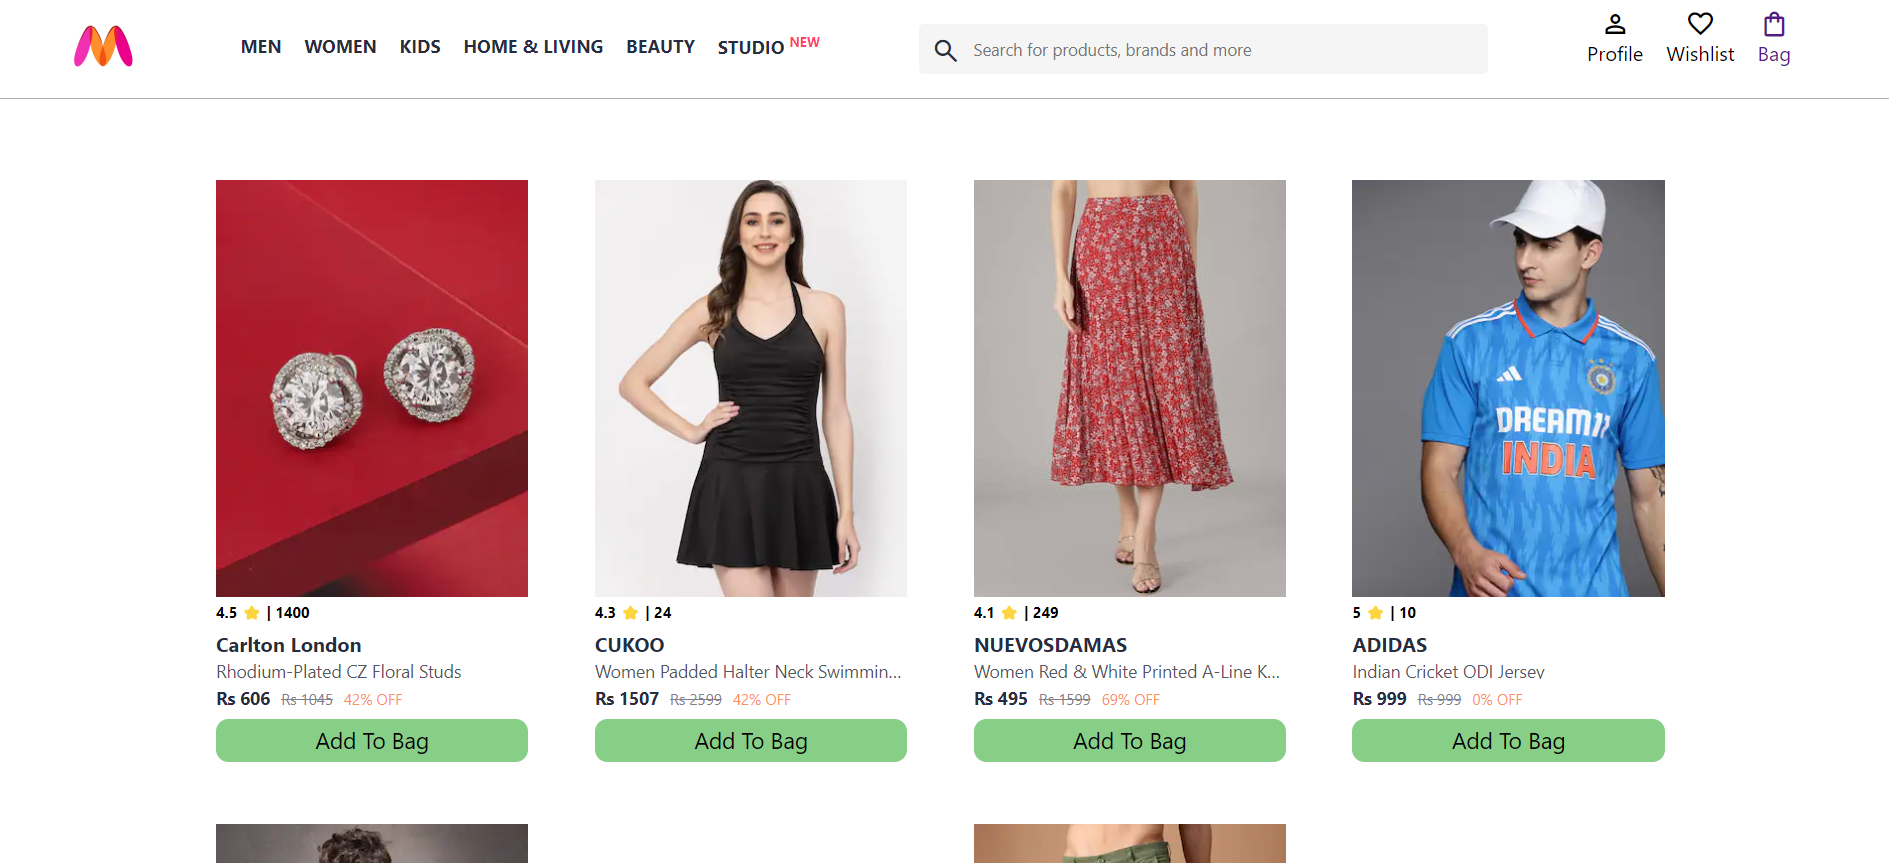 MEN WOMEN KIDS HOME & LIVING BEAUTY STUDIO NEW
Search for products, brands and more
Profile Wishlist Bag
DREAM11
INDIA
4.5 | 1400
Carlton London
Rhodium-Plated CZ Floral Studs
Rs 606 Rs 1045 42% OFF
Add To Bag
4.3 | 24
CUKOO
Women Padded Halter Neck Swimmin...
Rs 1507 Rs 2599 42% OFF
Add To Bag
4.1 | 249
NUEVOSDAMAS
Women Red & White Printed A-Line K...
Rs 495 Rs 1599 69% OFF
Add To Bag
5 | 10
ADIDAS
Indian Cricket ODI Jersey
Rs 999 Rs 999 0% OFF
Add To Bag